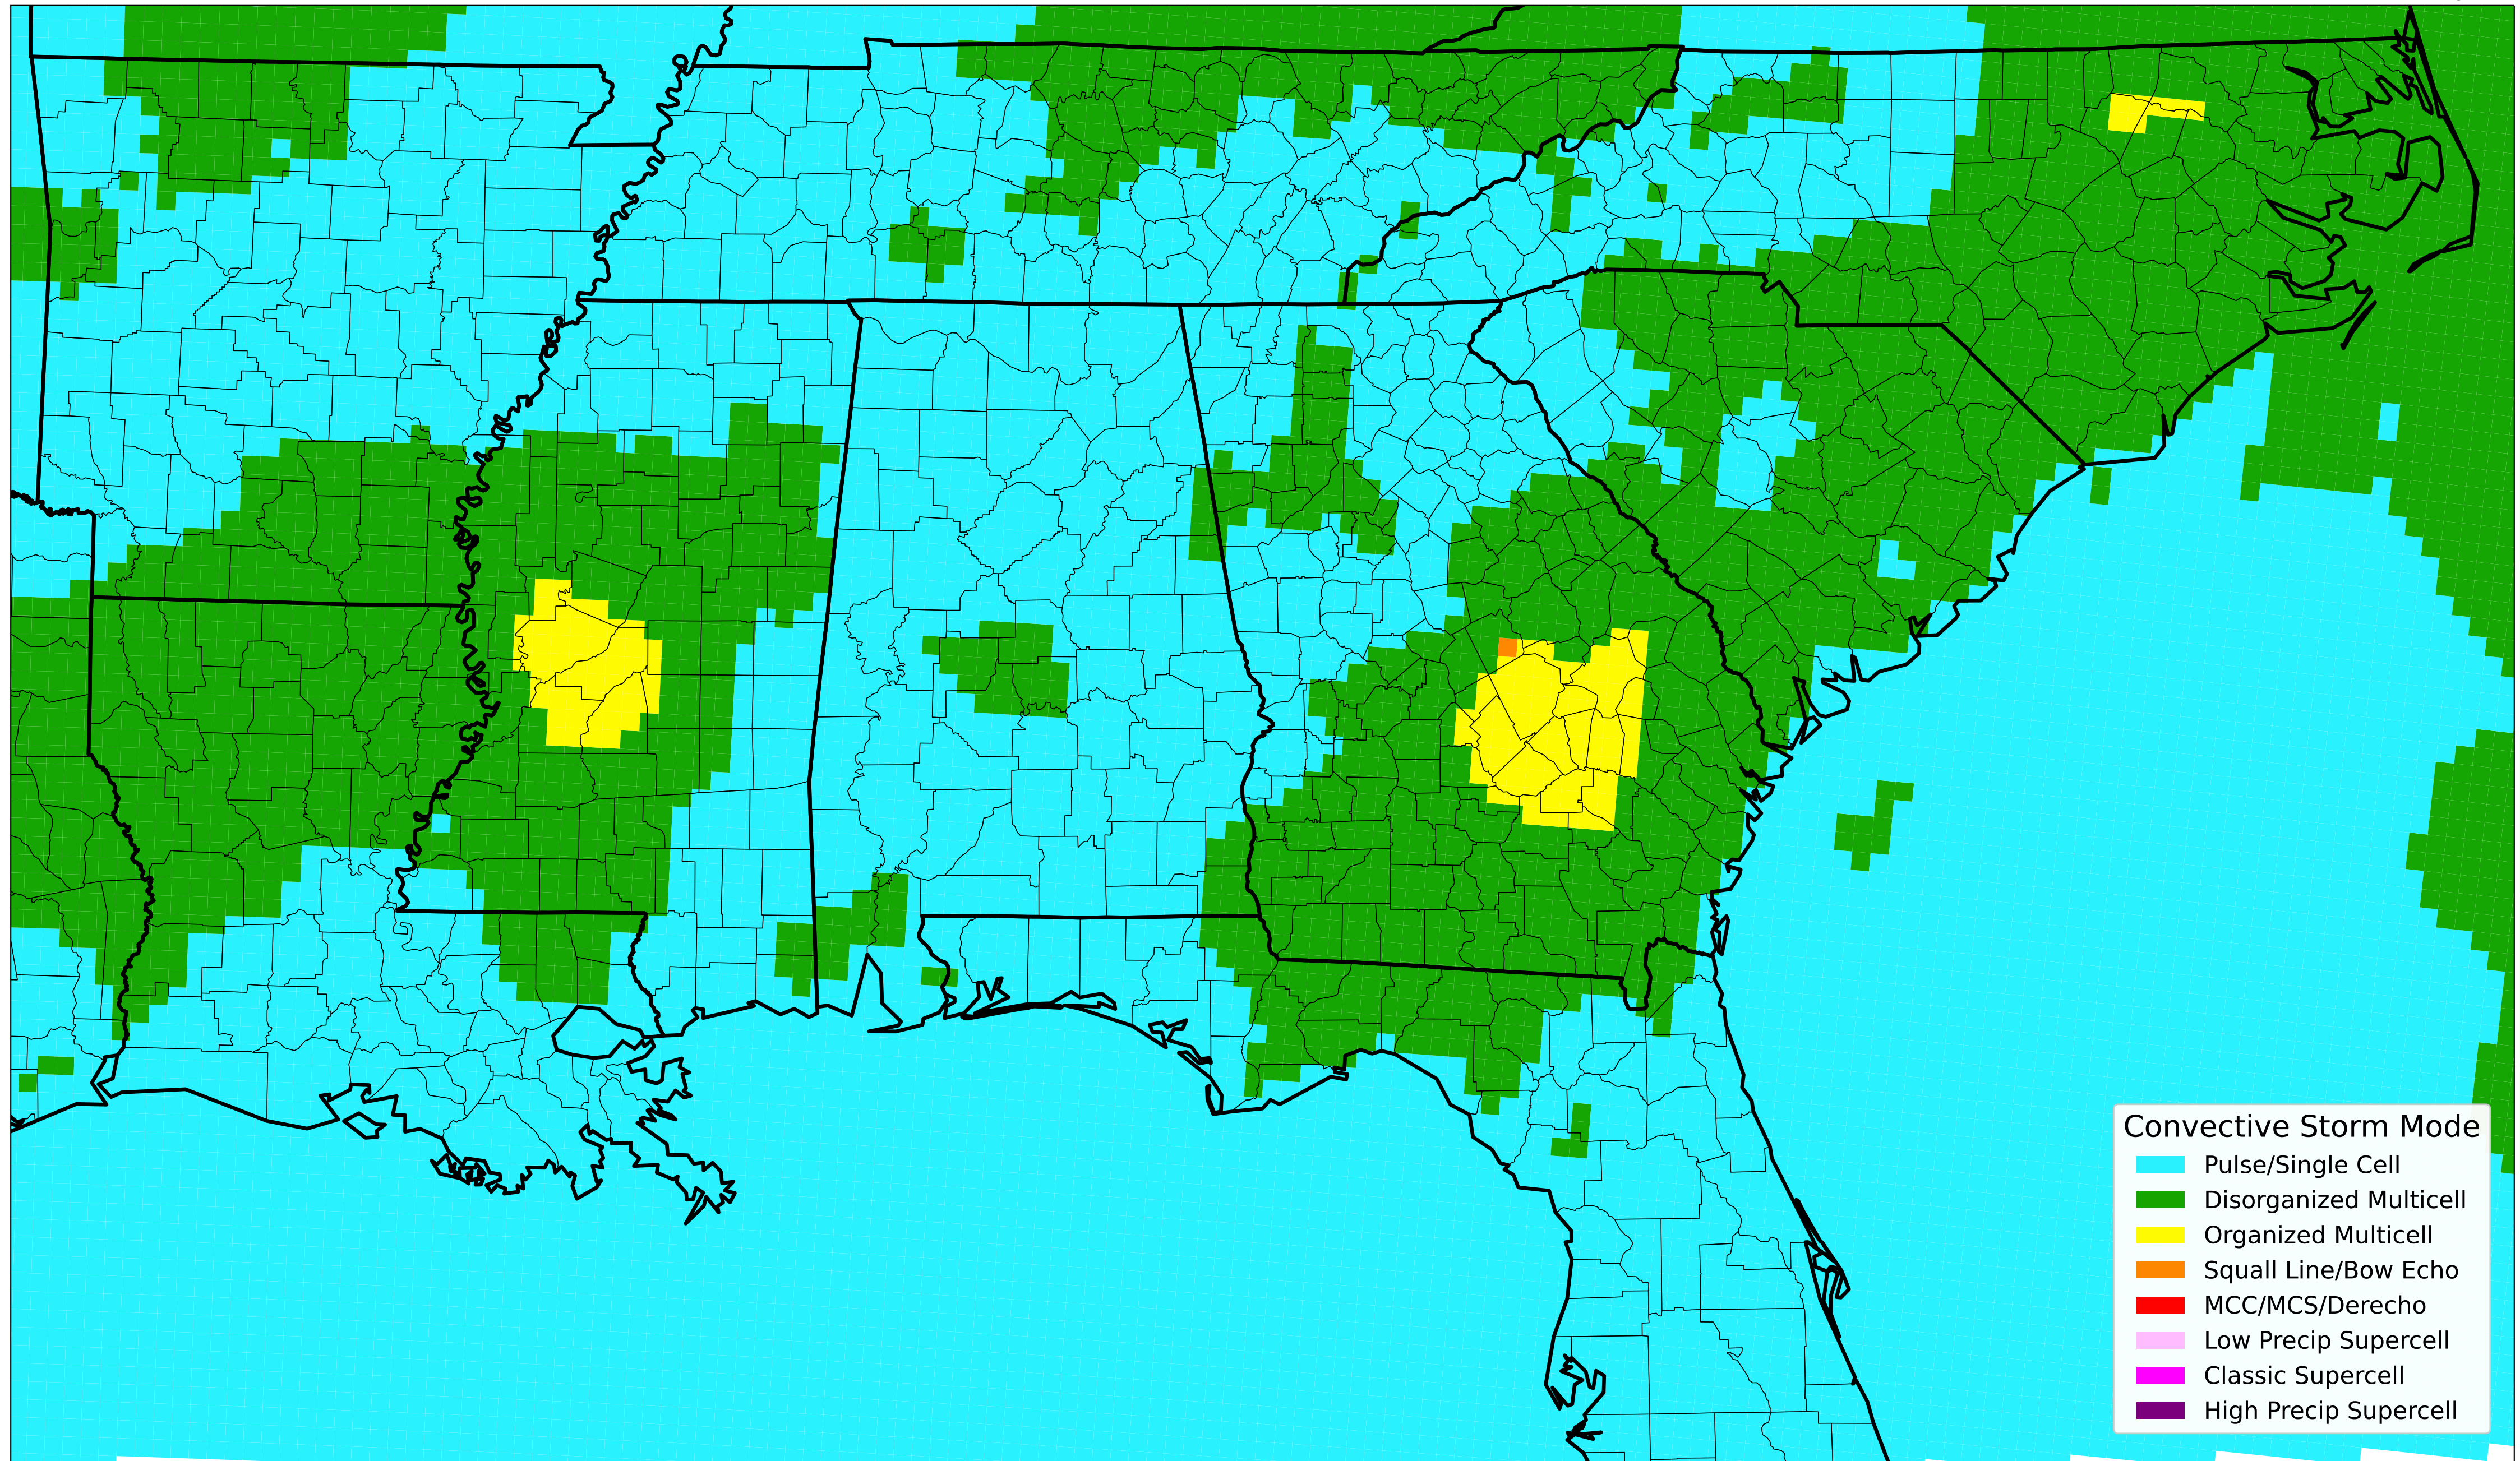 Convective Storm Mode
Pulse/Single Cell
Disorganized Multicell
Organized Multicell
Squall Line/Bow Echo
MCC/MCS/Derecho
Low Precip Supercell
Classic Supercell
High Precip Supercell